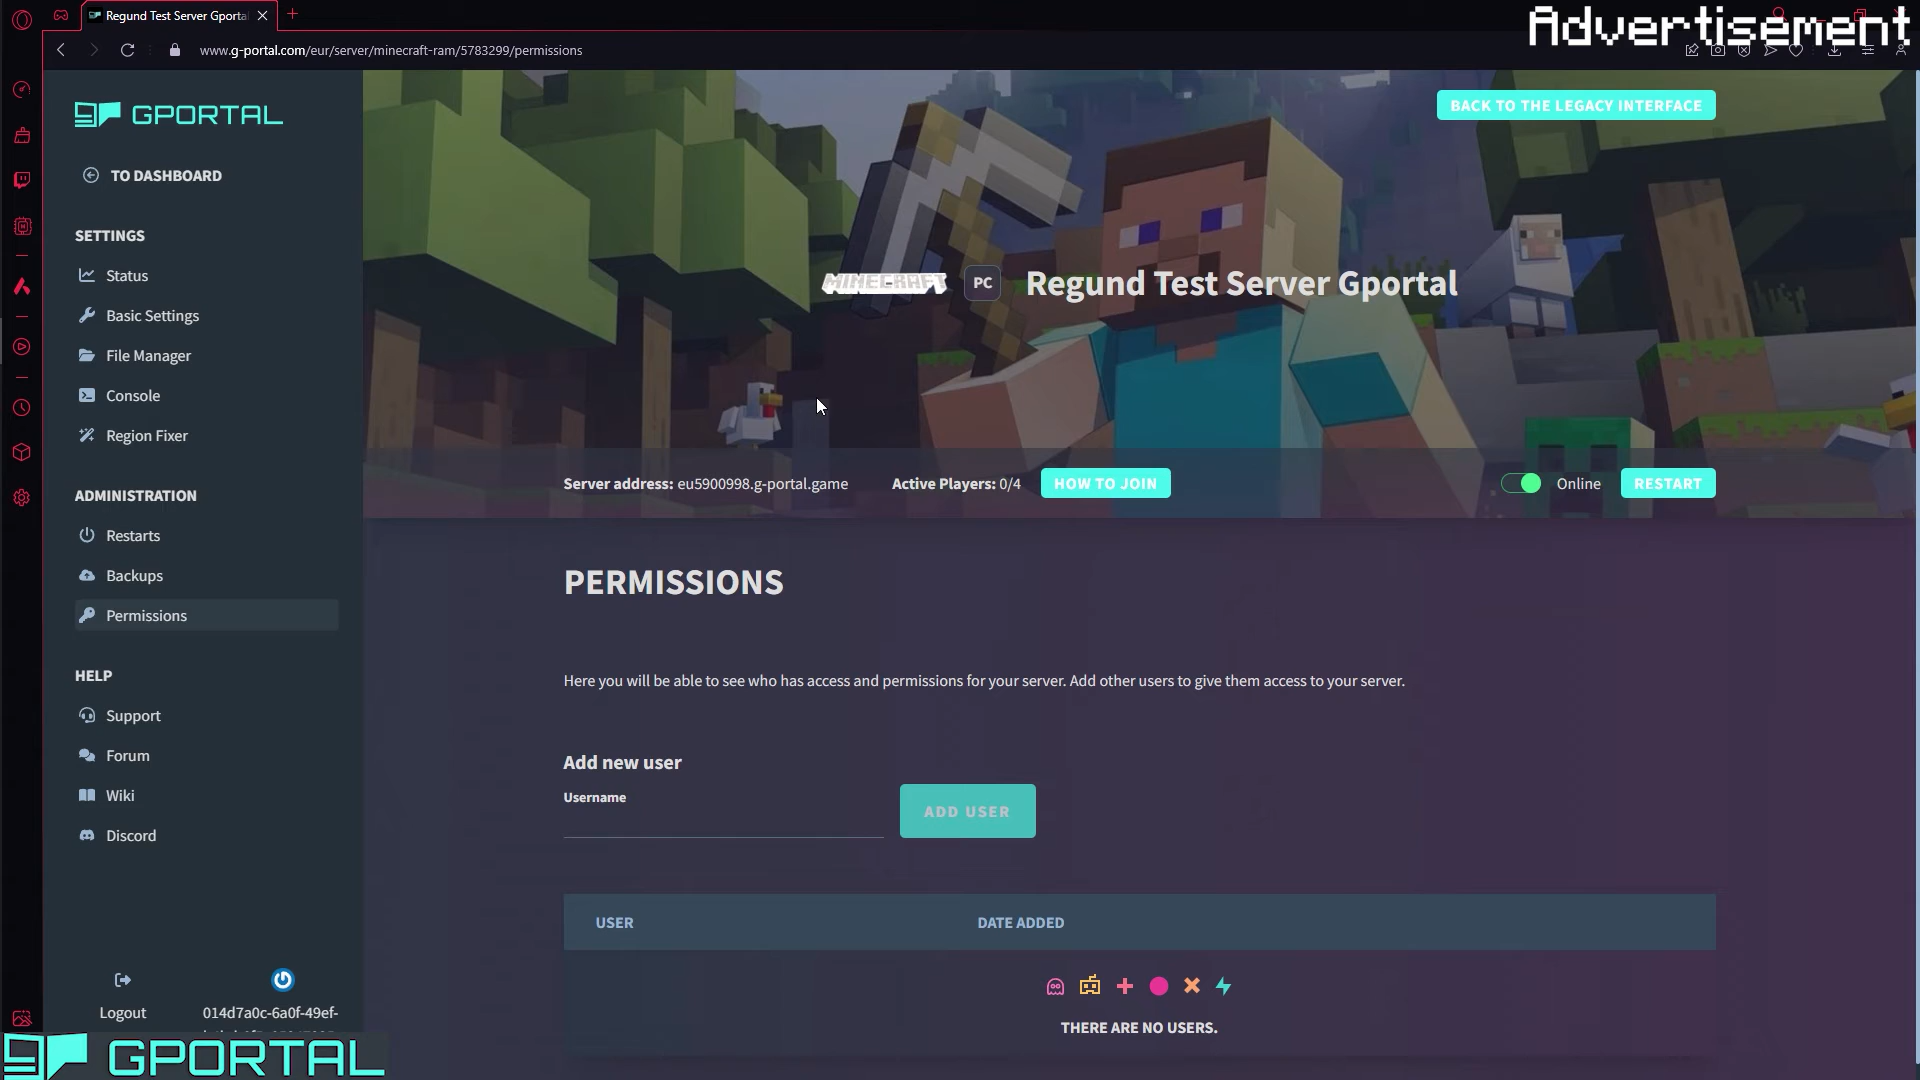 Regund Test Server Gporta
Advertisement
www.g-portal.com/eur/server/minecraft-ram/5783299/permissions
GPORTAL
BACK TO THE LEGACY INTERFACE
TO DASHBOARD
SETTINGS
Status
Basic Settings
File Manager
Console
Region Fixer
MINECRAFT
PC
Regund Test Server Gportal
Server address: eu5900998.g-portal.game
Active Players: 0/4
HOW TO JOIN
Online
RESTART
ADMINISTRATION
Restarts
Backups
Permissions
HELP
Support
Forum
Wiki
Discord
PERMISSIONS
Here you will be able to see who has access and permissions for your server. Add other users to give them access to your server.
Add new user
Username
ADD USER
USER
DATE ADDED
THERE ARE NO USERS.
Logout
014d7a0c-6a0f-49ef-
GPORTAL